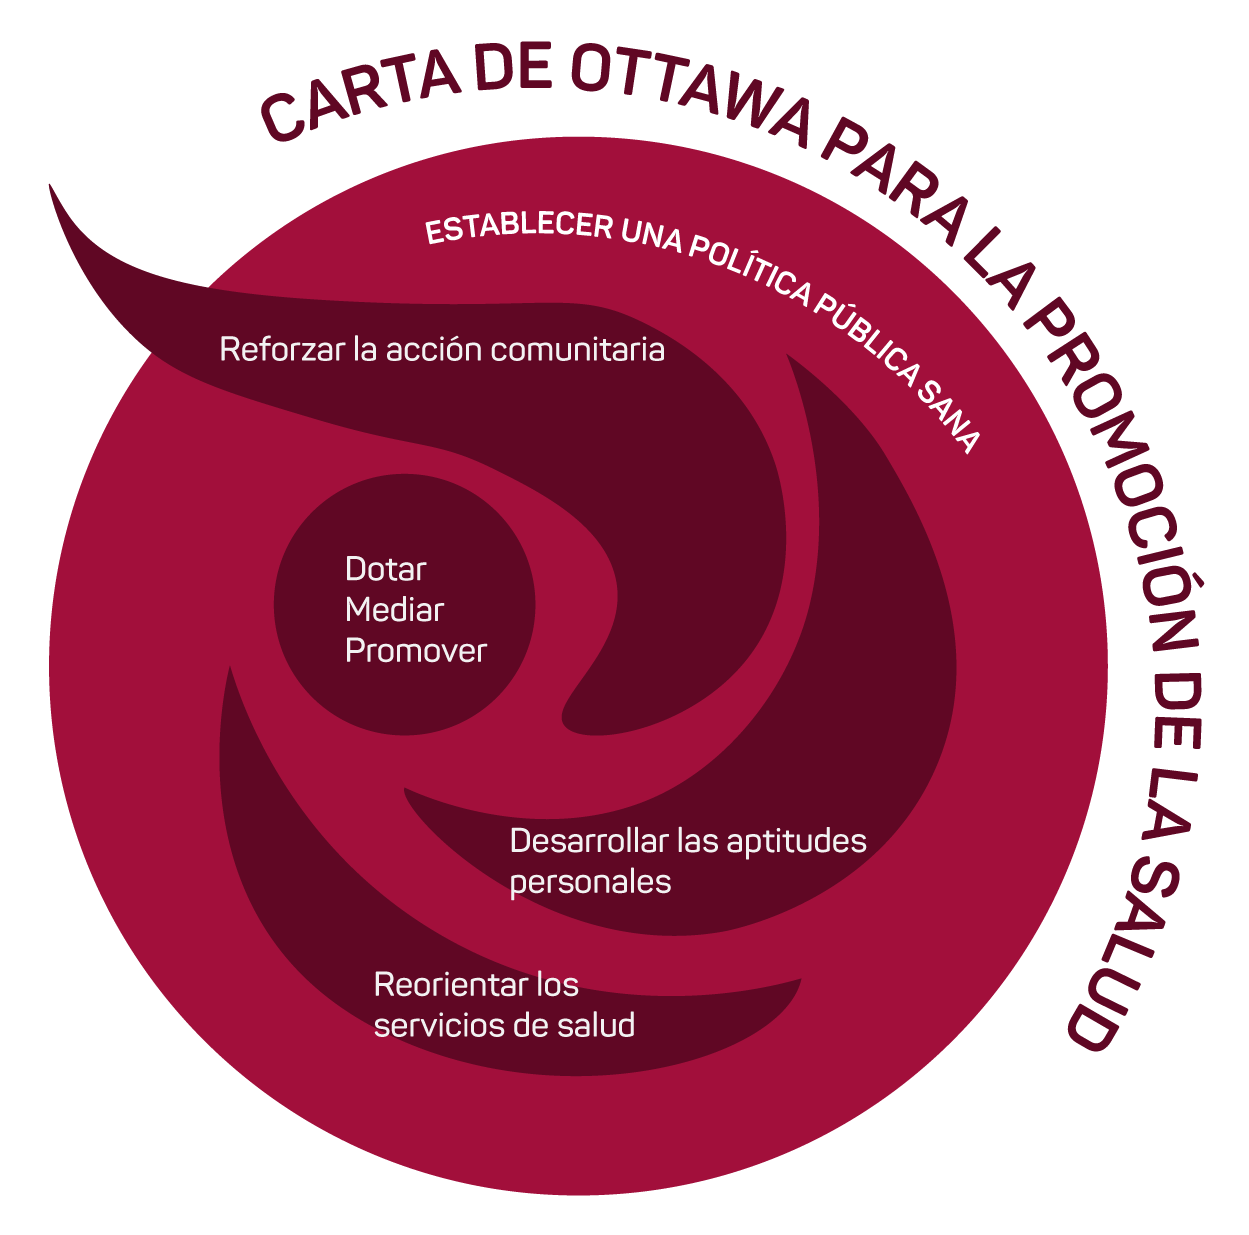 CARTA DE OTTAWA PARA LA PROMOCIÓN DE LA SALUD
ESTABLECER UNA POLÍTICA PÚBLICA SANA
Reforzar la acción comunitaria
Dotar
Mediar
Promover
Desarrollar las aptitudes
personales
Reorientar los
servicios de salud